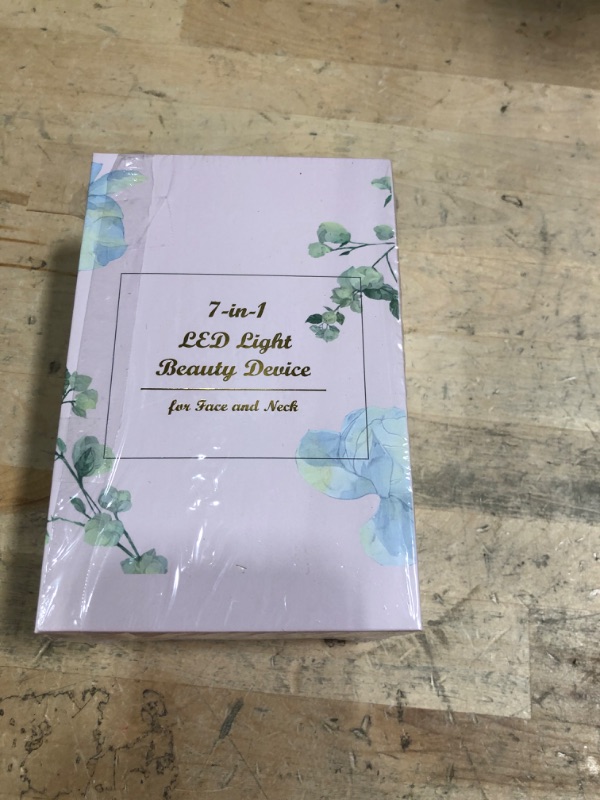 7-in-1
LED Light
Beauty Device
for Face and Neck